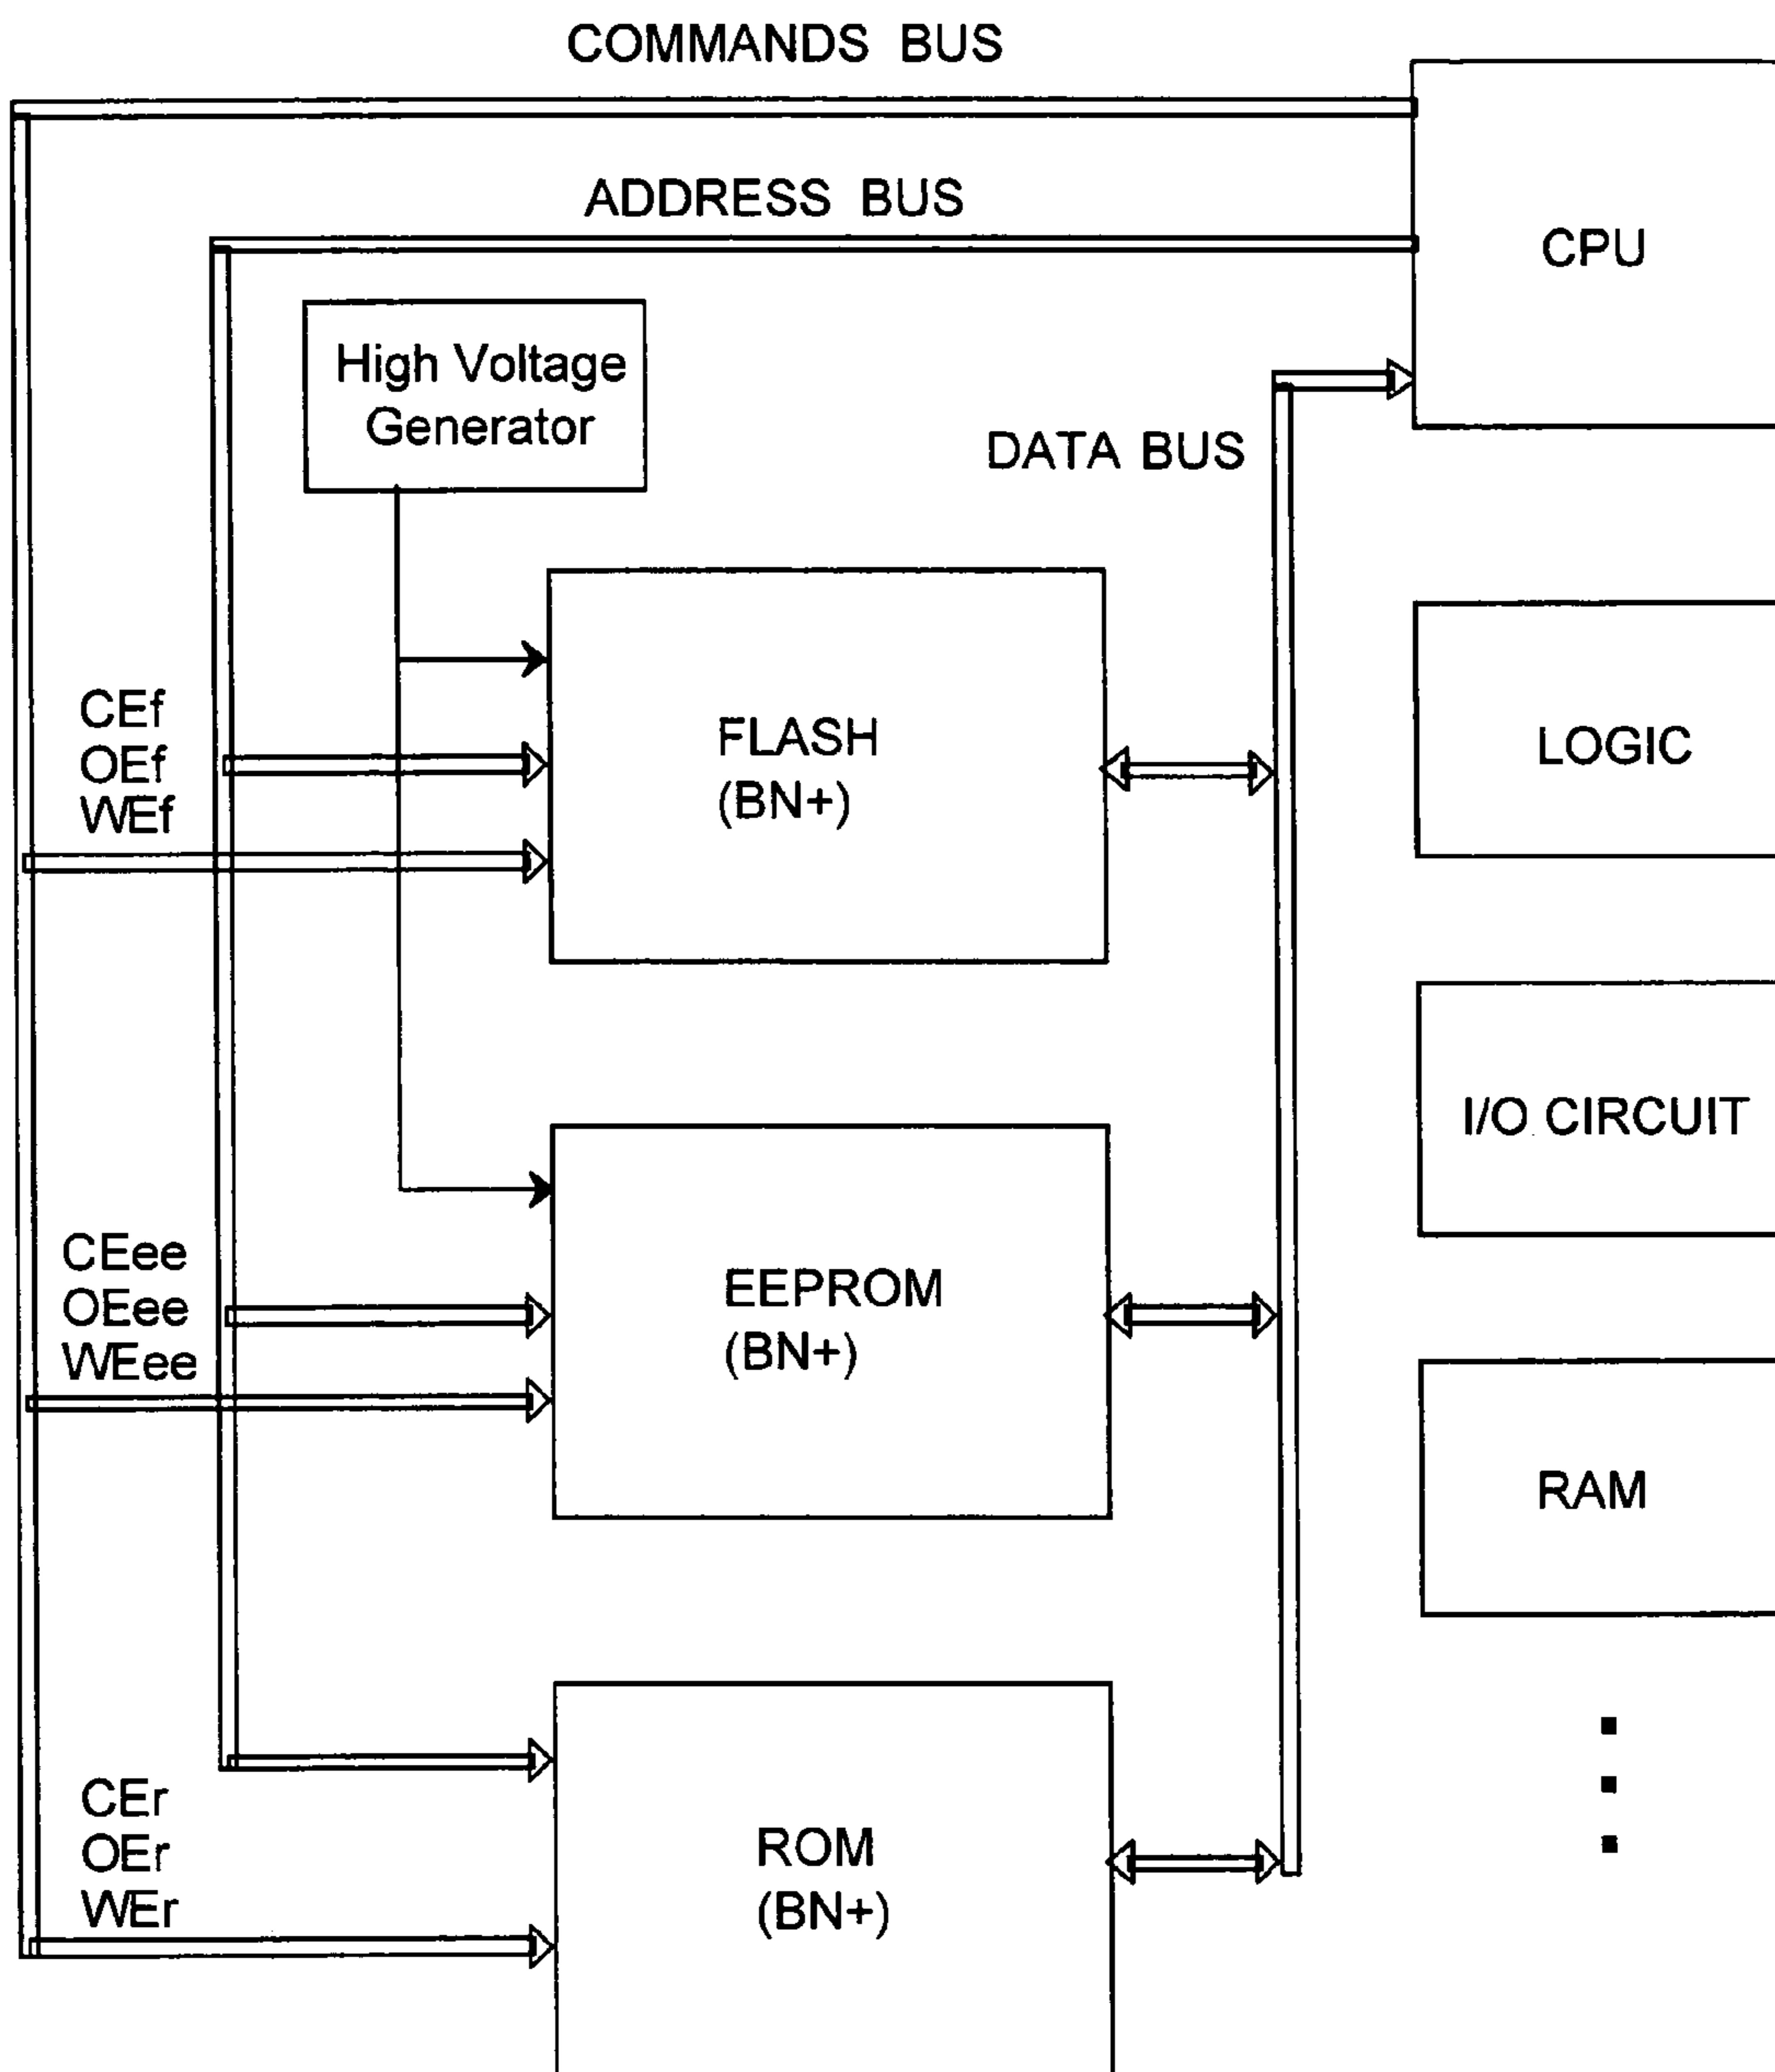 COMMANDS BUS
ADDRESS BUS
CPU
High Voltage
Generator
DATA BUS
CEf
OEf
WEf
FLASH
(BN+)
LOGIC
I/O CIRCUIT
CEee
OEee
WEee
EEPROM
(BN+)
RAM
CEr
OEr
WEr
ROM
(BN+)